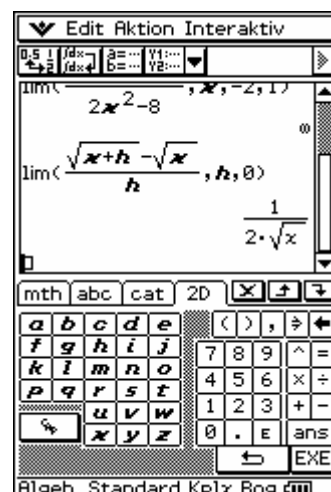 Edit Aktion Interaktiv
lim( , x,-2,1)
2x²-8
∞
lim( (√(x+h) -√x)/h , h,0)
1/(2·√x)
mth abc cat 2D
a b c d e ( ) , ⇒
f g h i j 7 8 9 ^ =
k l m n o 4 5 6 × ÷
p q r s t 1 2 3 + −
u v w 0 . E ans
x y z
EXE
Algeb Standard Kplx Bog